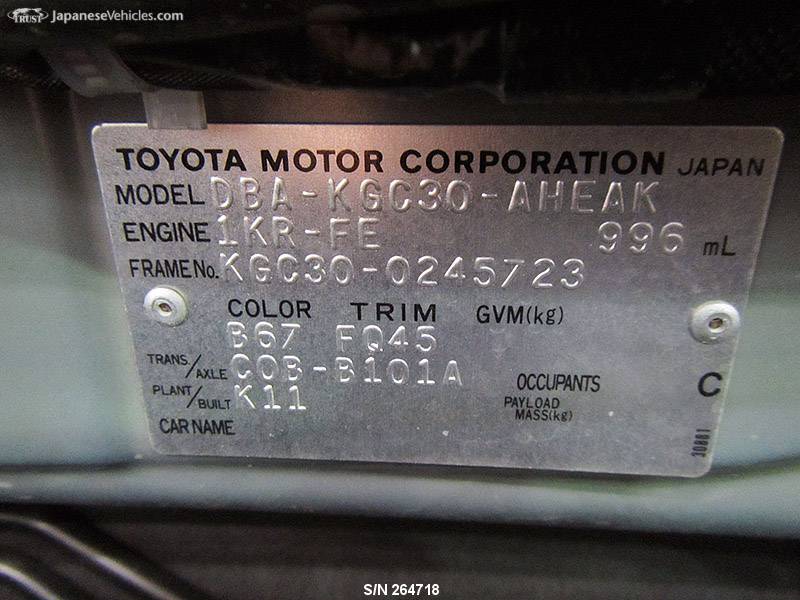 TRUST JapaneseVehicles.com
TOYOTA MOTOR CORPORATION JAPAN
MODEL DBA-KGC30-AHEAK
ENGINE 1KR-FE 996 mL
FRAME No. KGC30-0245723
COLOR TRIM GVM(kg)
B67 FQ45
TRANS./AXLE C0B-B101A
OCCUPANTS C
PLANT/BUILT K11
PAYLOAD
MASS(kg)
CAR NAME
30881
S/N 264718